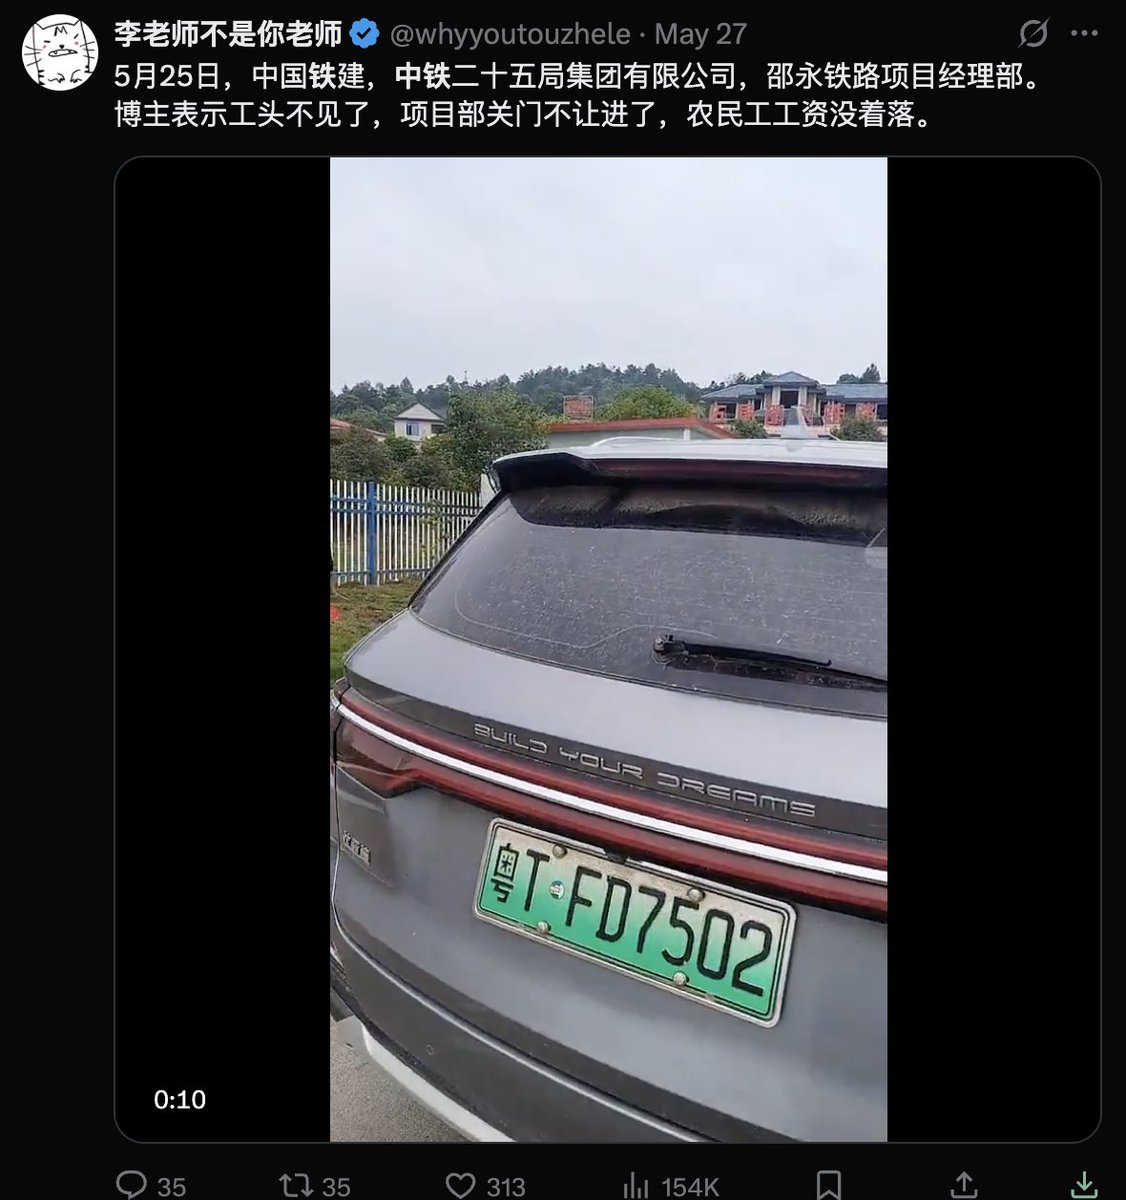 李老师不是你老师 @whyyoutouzhele · May 27
5月25日，中国铁建，中铁二十五局集团有限公司，邵永铁路项目经理部。
博主表示工头不见了，项目部关门不让进了，农民工工资没着落。
BUILD YOUR DREAMS
粤T·FD7502
0:10
35 35 313 154K